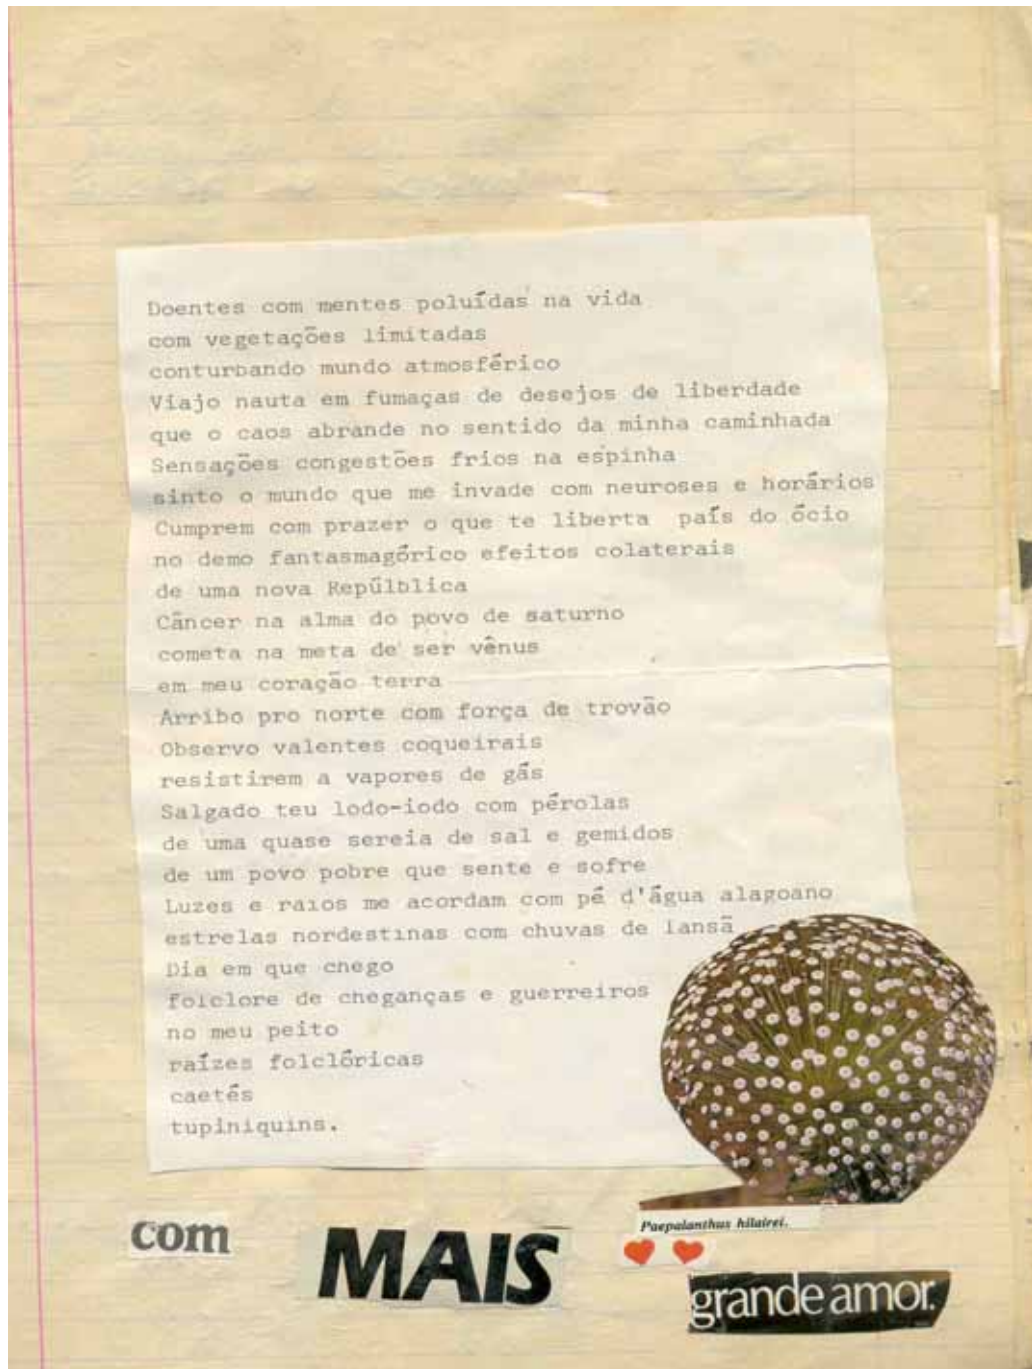 Doentes com mentes poluídas na vida
com vegetações limitadas
conturbando mundo atmosférico
Viajo nauta em fumaças de desejos de liberdade
que o caos abrande no sentido da minha caminhada
Sensações congestões frios na espinha
sinto o mundo que me invade com neuroses e horários
Cumprem com prazer o que te liberta país do ócio
no demo fantasmagórico efeitos colaterais
de uma nova Repúlblica
Câncer na alma do povo de saturno
cometa na meta de ser vênus
em meu coração terra
Arribo pro norte com força de trovão
Observo valentes coqueirais
resistirem a vapores de gás
Salgado teu lodo-iodo com pérolas
de uma quase sereia de sal e gemidos
de um povo pobre que sente e sofre
Luzes e raios me acordam com pé d'água alagoano
estrelas nordestinas com chuvas de iansã
Dia em que chego
folclore de cheganças e guerreiros
no meu peito
raízes folclóricas
caetés
tupiniquins.
Paepalanthus hilairei.
com MAIS
grande amor.